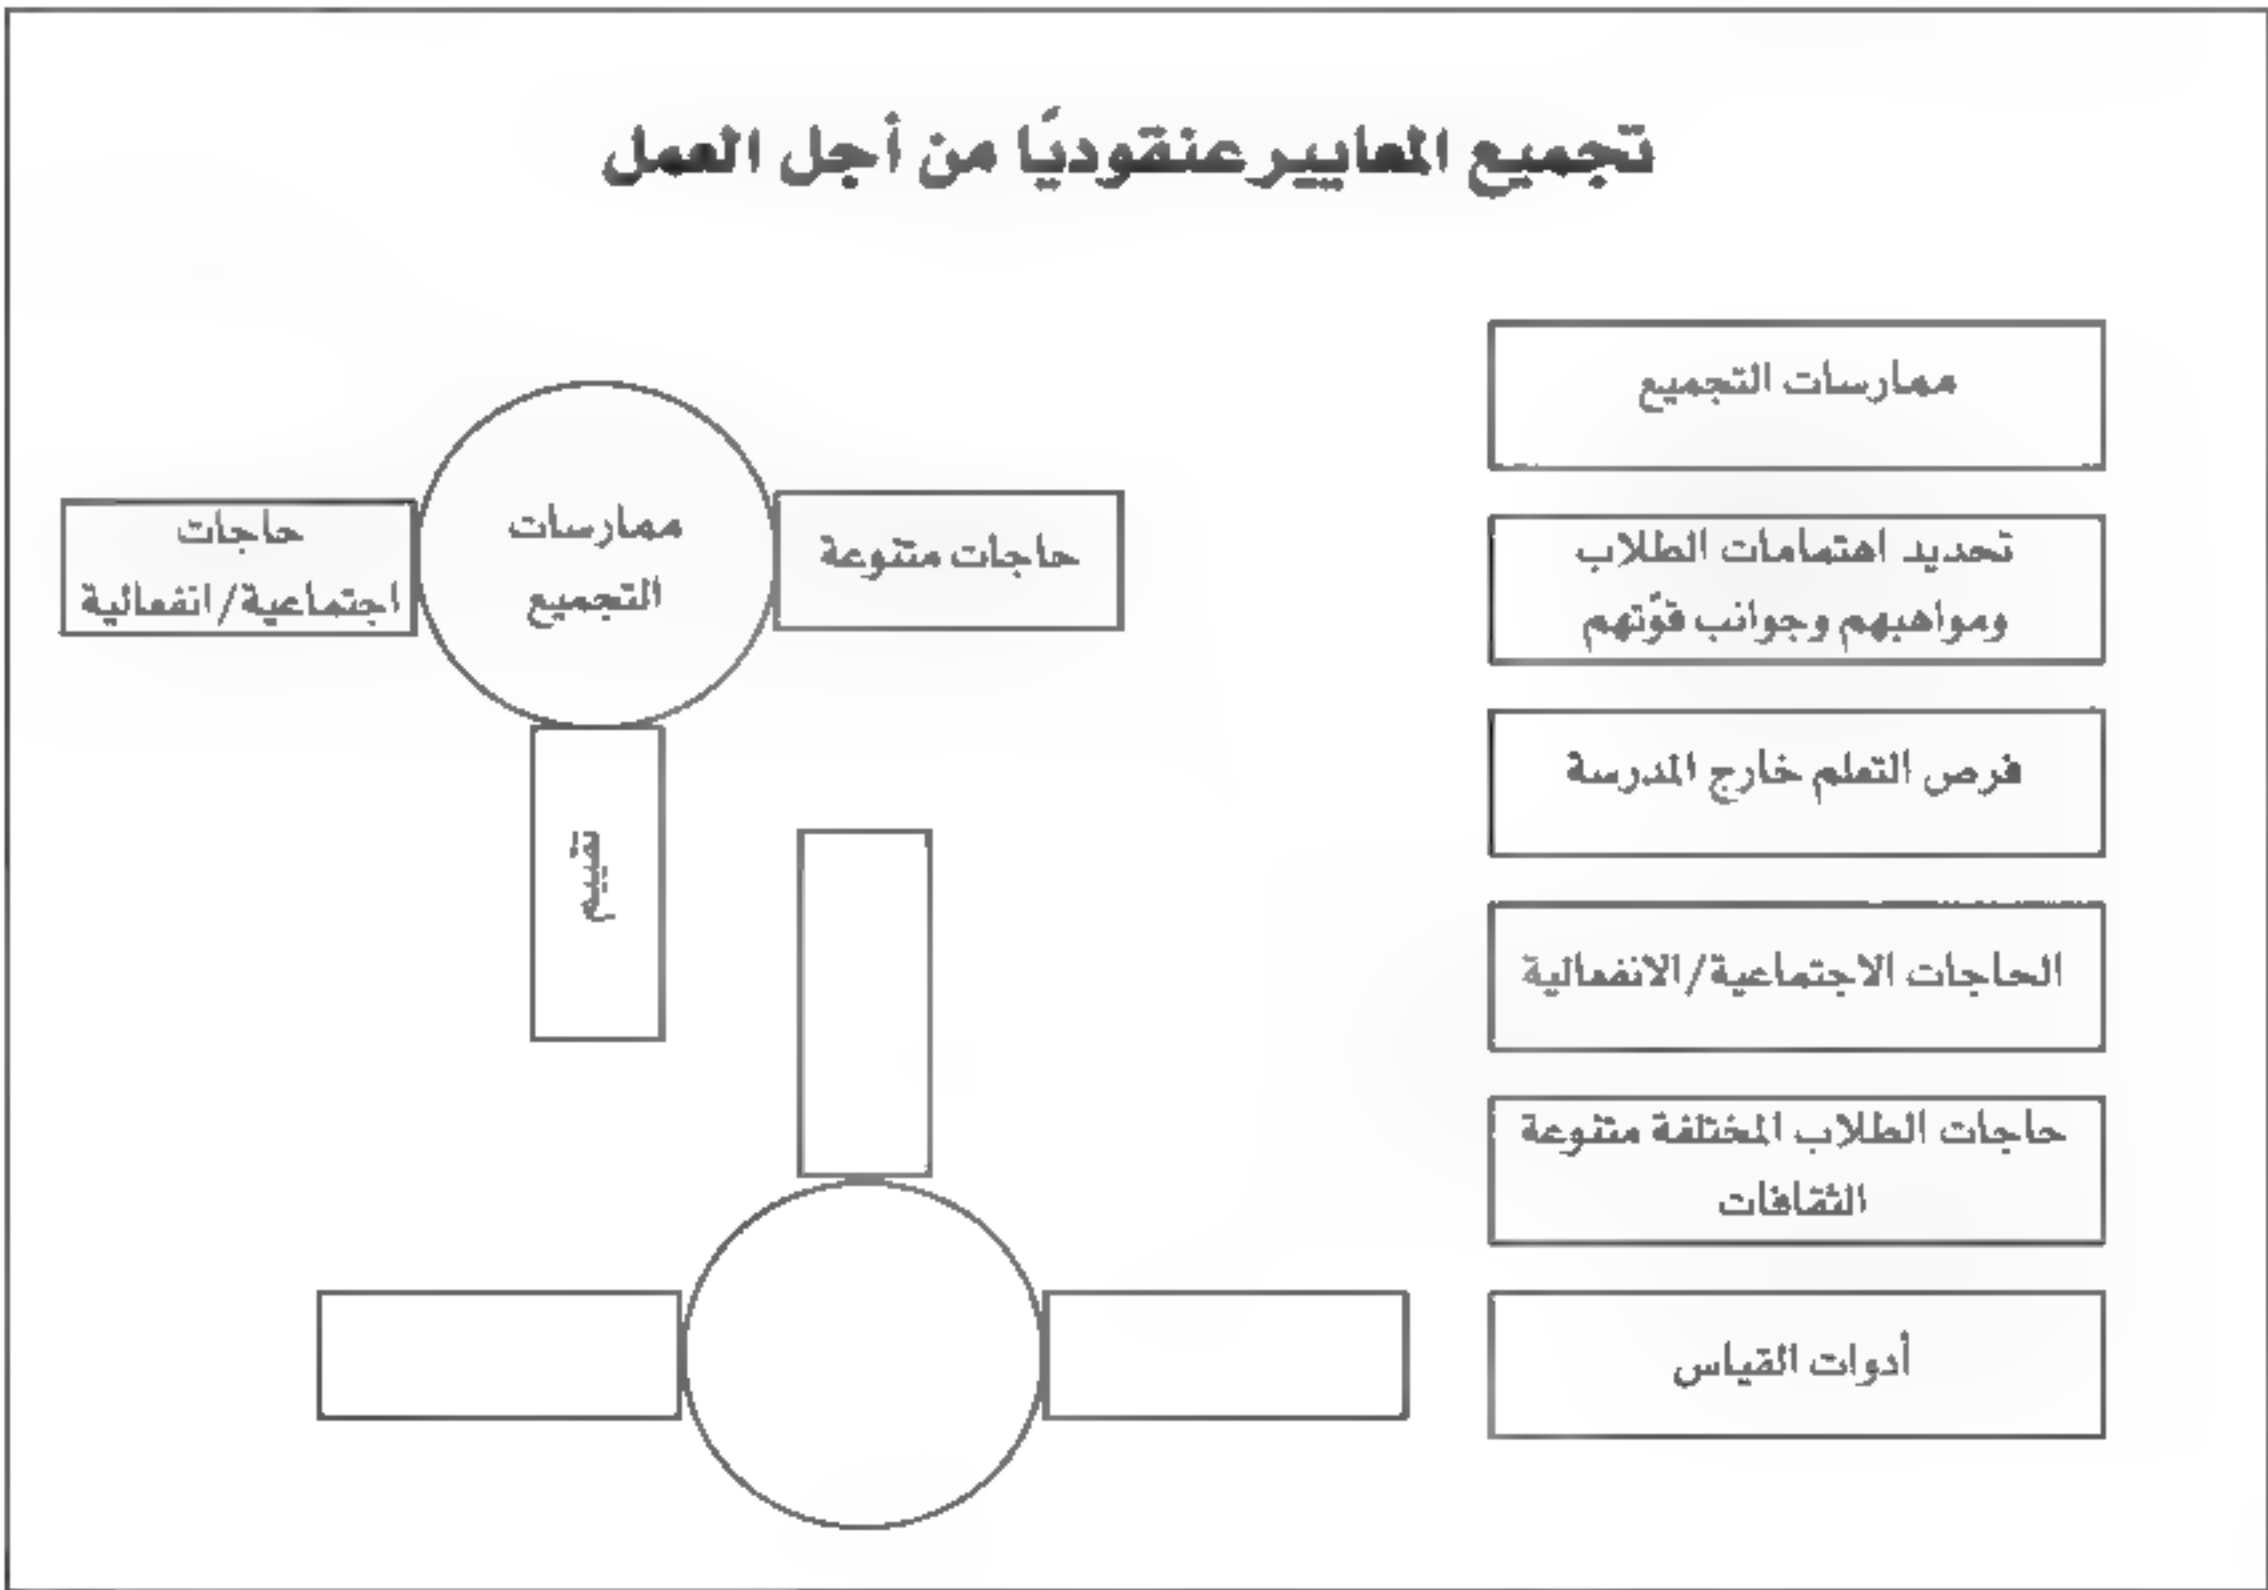 تجميع المعايير عنقوديًا من أجل العمل
ممارسات التجميع
تحديد اهتمامات الطلاب
ومواهبهم وجوانب قوّتهم
فرص التعلم خارج المدرسة
الحاجات الاجتماعية/الانفعالية
حاجات الطلاب المختلفة متنوعة
الثقافات
أدوات القياس
حاجات متنوعة
ممارسات
التجميع
حاجات
اجتماعية/انفعالية